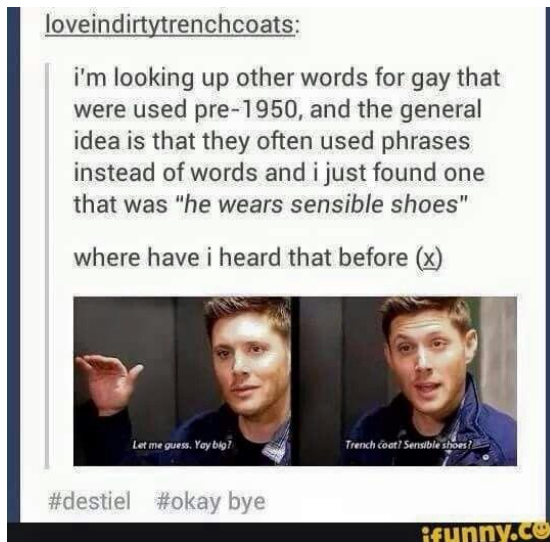 loveindirtytrenchcoats:
i'm looking up other words for gay that
were used pre-1950, and the general
idea is that they often used phrases
instead of words and i just found one
that was "he wears sensible shoes"
where have i heard that before (x)
Let me guess. Yay big?
Trench coat? Sensible shoes?
#destiel #okay bye
ifunny.co